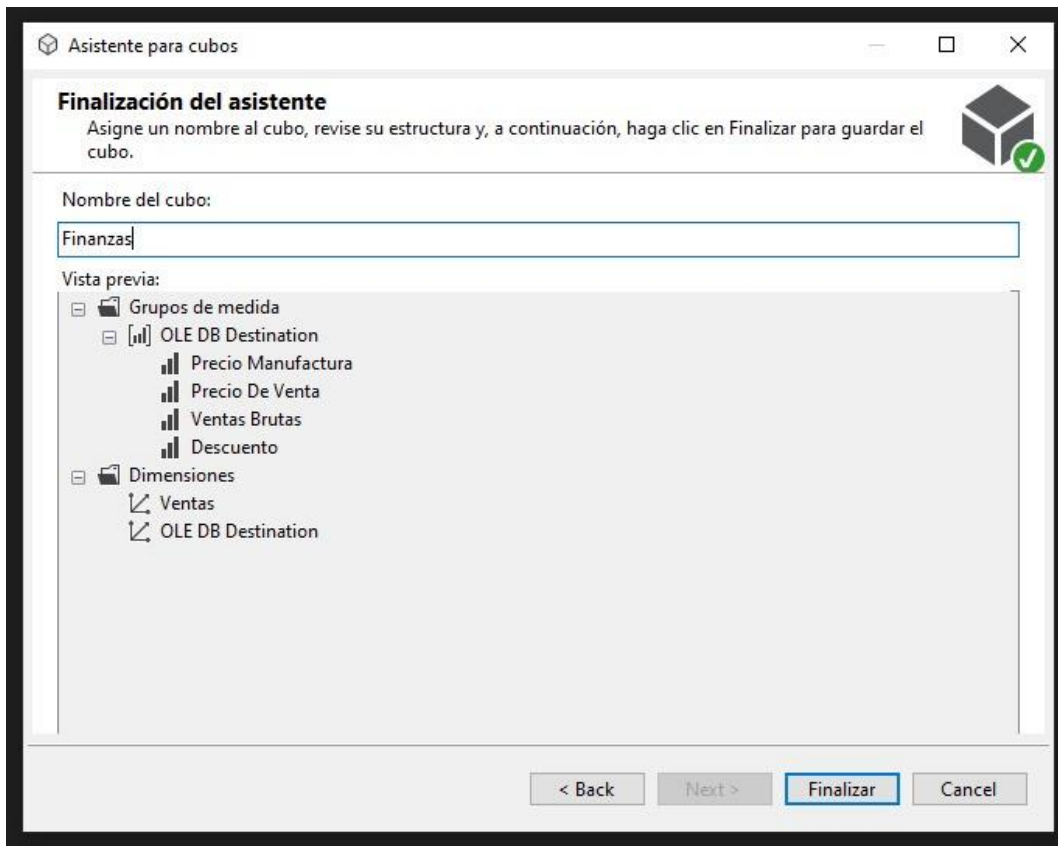 Asistente para cubos
Finalización del asistente
Asigne un nombre al cubo, revise su estructura y, a continuación, haga clic en Finalizar para guardar el
cubo.
Nombre del cubo:
Finanzas
Vista previa:
Grupos de medida
OLE DB Destination
Precio Manufactura
Precio De Venta
Ventas Brutas
Descuento
Dimensiones
Ventas
OLE DB Destination
< Back Next > Finalizar Cancel